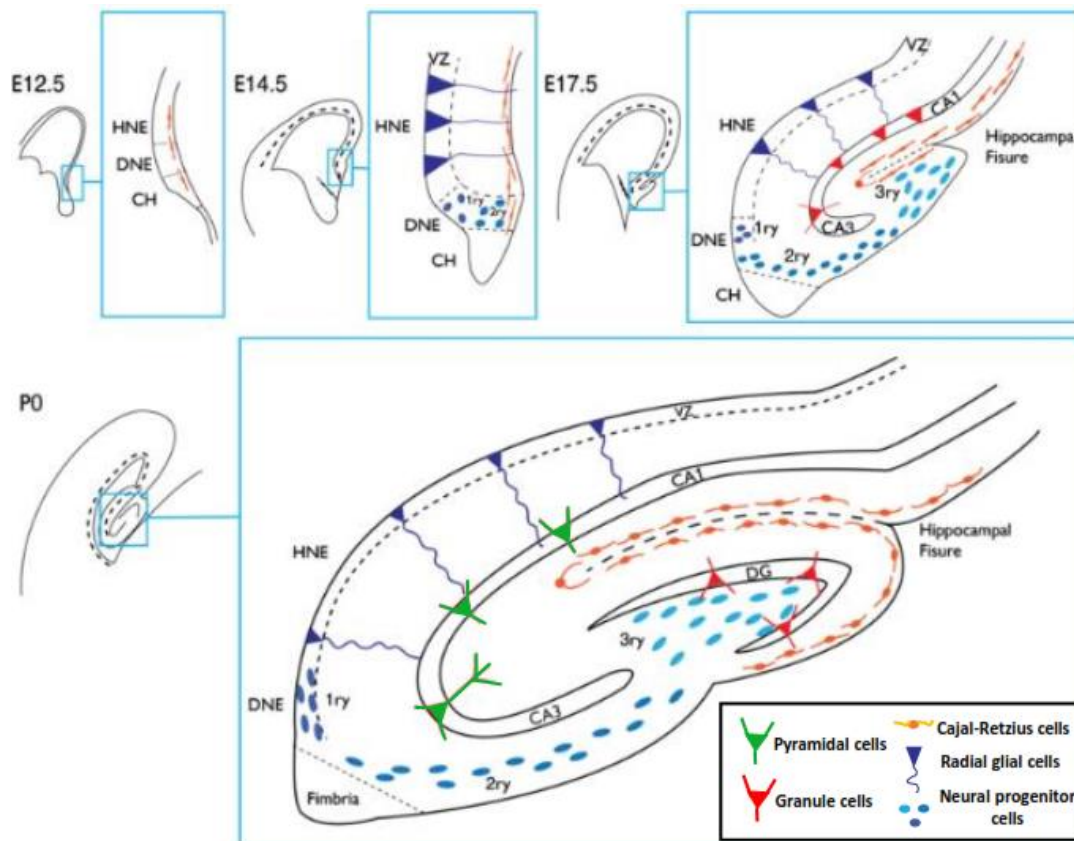 E12.5
HNE
DNE
CH
E14.5
VZ
HNE
1ry
2ry
DNE
CH
E17.5
VZ
HNE
CA1
Hippocampal
Fisure
3ry
CA3
1ry
DNE
2ry
CH
P0
VZ
CA1
HNE
Hippocampal
Fisure
DG
3ry
DNE
1ry
CA3
2ry
Fimbria
Pyramidal cells
Granule cells
Cajal-Retzius cells
Radial glial cells
Neural progenitor
cells